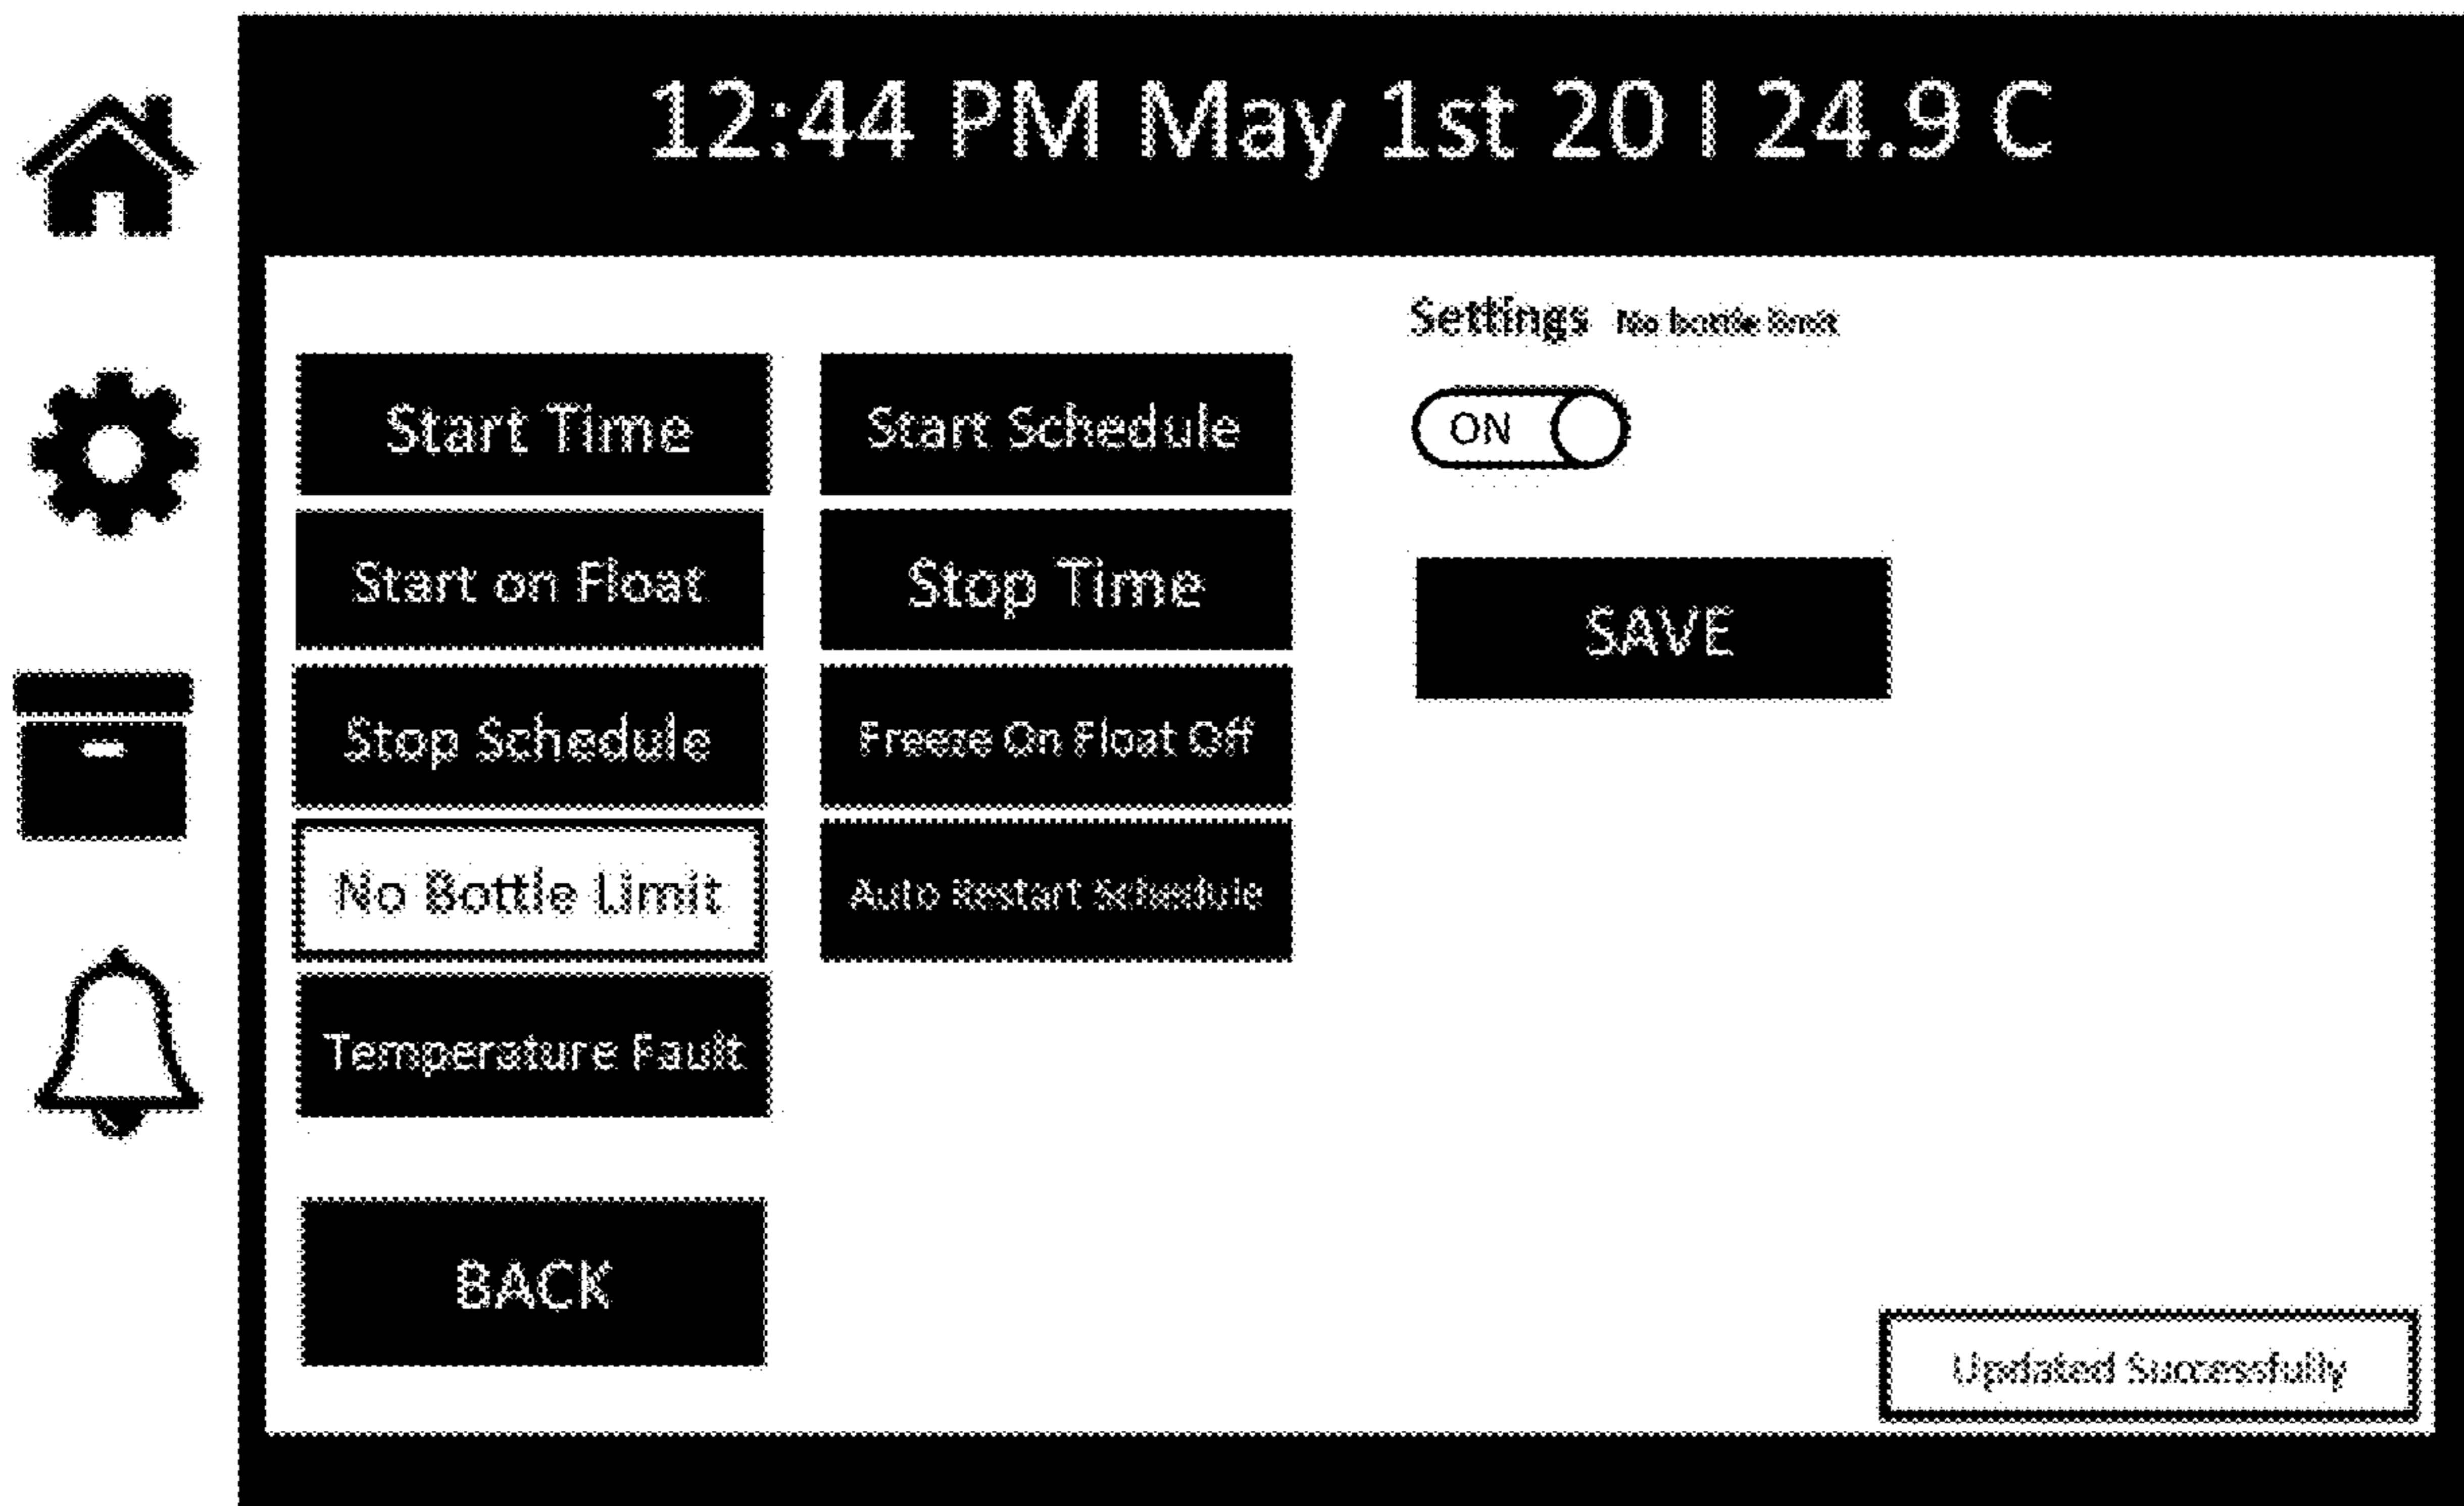 12:44 PM May 1st 20 | 24.9 C
Settings No bottle limit
Start Time
Start Schedule
ON
Start on Float
Stop Time
SAVE
Stop Schedule
Freeze On Float Off
No Bottle Limit
Auto Restart Schedule
Temperature Fault
BACK
Updated Successfully